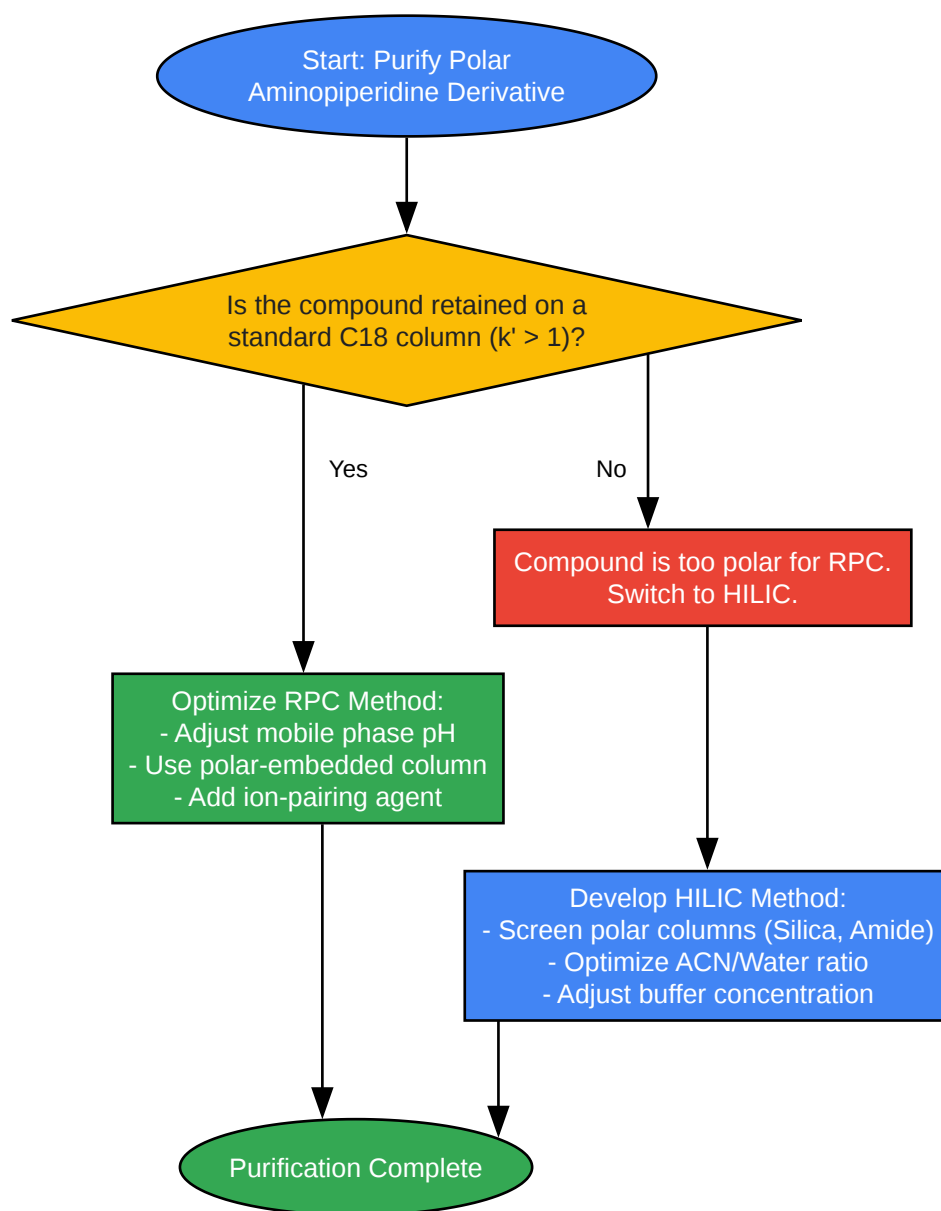 Start: Purify Polar
Aminopiperidine Derivative
Is the compound retained on a
standard C18 column (k' > 1)?
Yes
No
Compound is too polar for RPC.
Switch to HILIC.
Optimize RPC Method:
- Adjust mobile phase pH
- Use polar-embedded column
- Add ion-pairing agent
Develop HILIC Method:
- Screen polar columns (Silica, Amide)
- Optimize ACN/Water ratio
- Adjust buffer concentration
Purification Complete